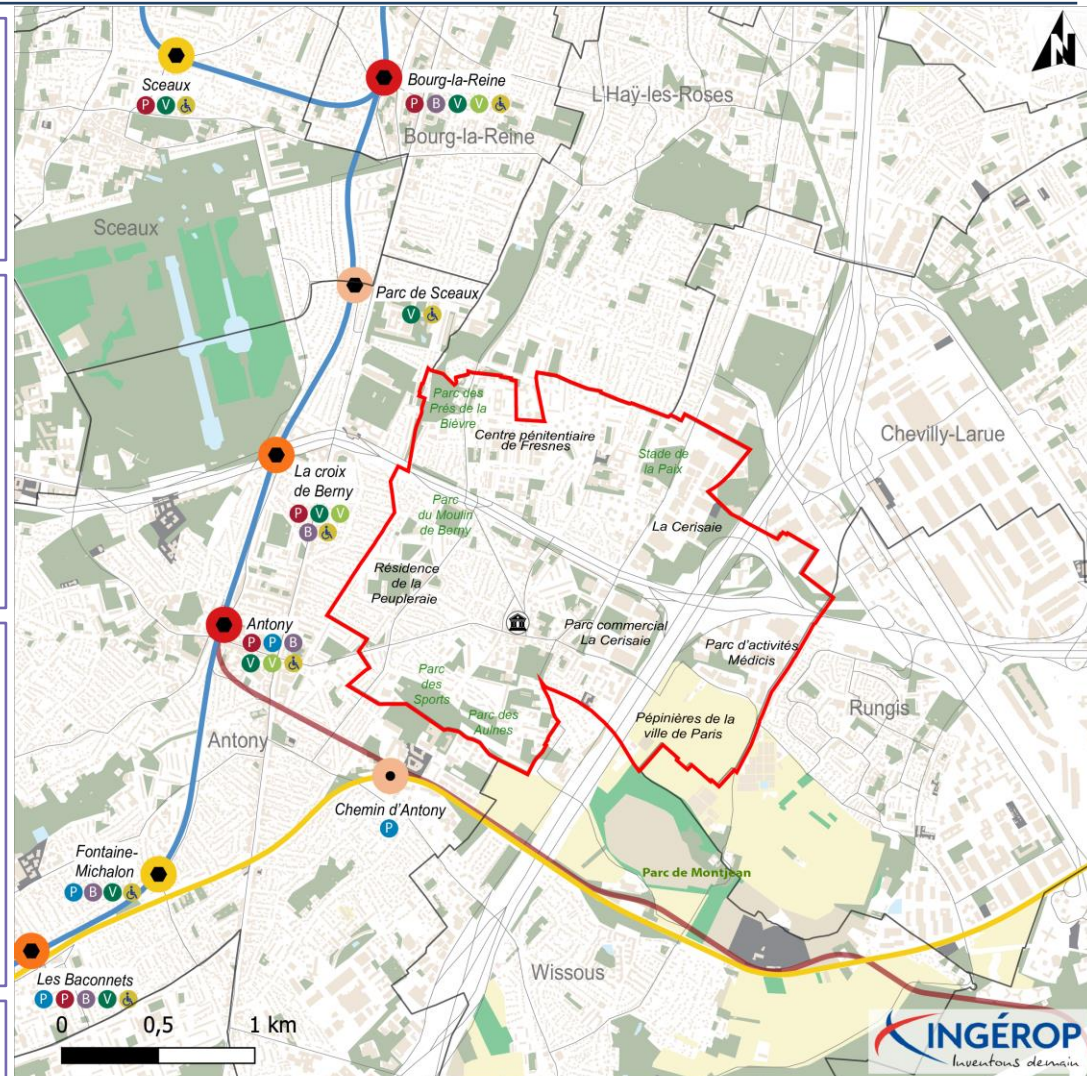 N
Sceaux
P V
Bourg-la-Reine
P B V V
L'Haÿ-les-Roses
Bourg-la-Reine
Sceaux
Parc de Sceaux
V
Parc des
Prés de la
Bièvre
Centre pénitentiaire
de Fresnes
Stade de
la Paix
Chevilly-Larue
La croix
de Berny
P V V
B
Parc
du Moulin
de Berny
La Cerisaie
Résidence
de la
Peupleraie
Antony
P P B
V V
Parc commercial
La Cerisaie
Parc d'activités
Médicis
Parc
des
Sports
Parc des
Aulnes
Pépinières de la
ville de Paris
Rungis
Antony
Chemin d'Antony
P
Fontaine-
Michalon
P B V
Parc de Montjean
Les Baconnets
P P B V
Wissous
0 0,5 1 km
INGÉROP
Inventons demain